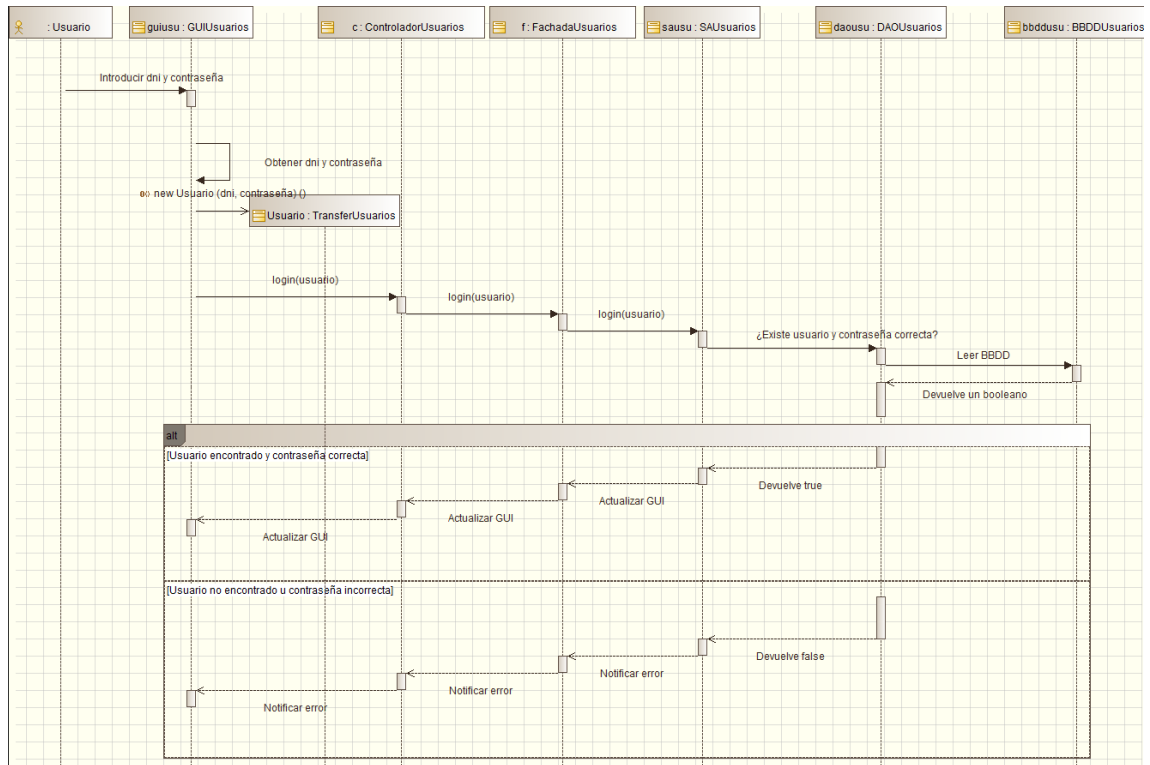 : Usuario
guiusu : GUIUsuarios
c : ControladorUsuarios
f : FachadaUsuarios
sausu : SAUsuarios
daousu : DAOUsuarios
bbddusu : BBDDUsuarios
Introducir dni y contraseña
Obtener dni y contraseña
new Usuario (dni, contraseña) ()
Usuario : TransferUsuarios
login(usuario)
login(usuario)
login(usuario)
¿Existe usuario y contraseña correcta?
Leer BBDD
Devuelve un booleano
alt
[Usuario encontrado y contraseña correcta]
Devuelve true
Actualizar GUI
Actualizar GUI
Actualizar GUI
[Usuario no encontrado u contraseña incorrecta]
Devuelve false
Notificar error
Notificar error
Notificar error